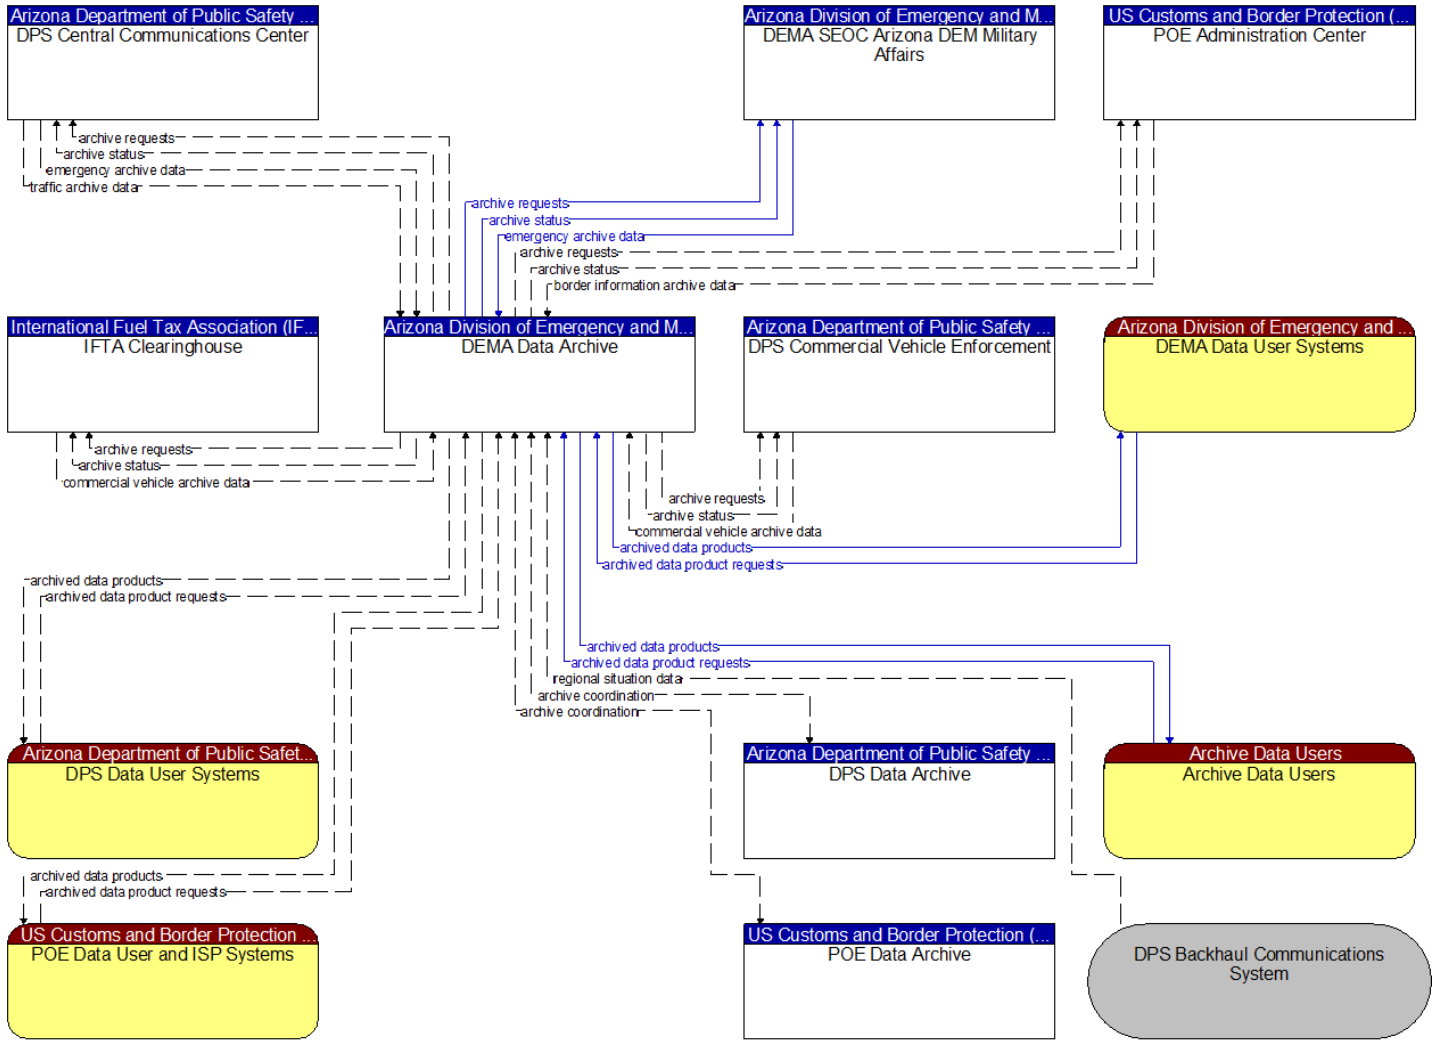 Arizona Department of Public Safety ...
DPS Central Communications Center
Arizona Division of Emergency and M...
DEMA SEOC Arizona DEM Military
Affairs
US Customs and Border Protection (...
POE Administration Center
archive requests
archive status
emergency archive data
traffic archive data
archive requests
archive status
emergency archive data
archive requests
archive status
border information archive data
International Fuel Tax Association (IF...
IFTA Clearinghouse
Arizona Division of Emergency and M...
DEMA Data Archive
Arizona Department of Public Safety ...
DPS Commercial Vehicle Enforcement
Arizona Division of Emergency and ...
DEMA Data User Systems
archive requests
archive status
commercial vehicle archive data
archive requests
archive status
commercial vehicle archive data
archived data products
archived data product requests
archived data products
archived data product requests
archived data products
archived data product requests
regional situation data
archive coordination
archive coordination
Arizona Department of Public Safet...
DPS Data User Systems
Arizona Department of Public Safety ...
DPS Data Archive
Archive Data Users
Archive Data Users
archived data products
archived data product requests
US Customs and Border Protection ...
POE Data User and ISP Systems
US Customs and Border Protection (...
POE Data Archive
DPS Backhaul Communications
System